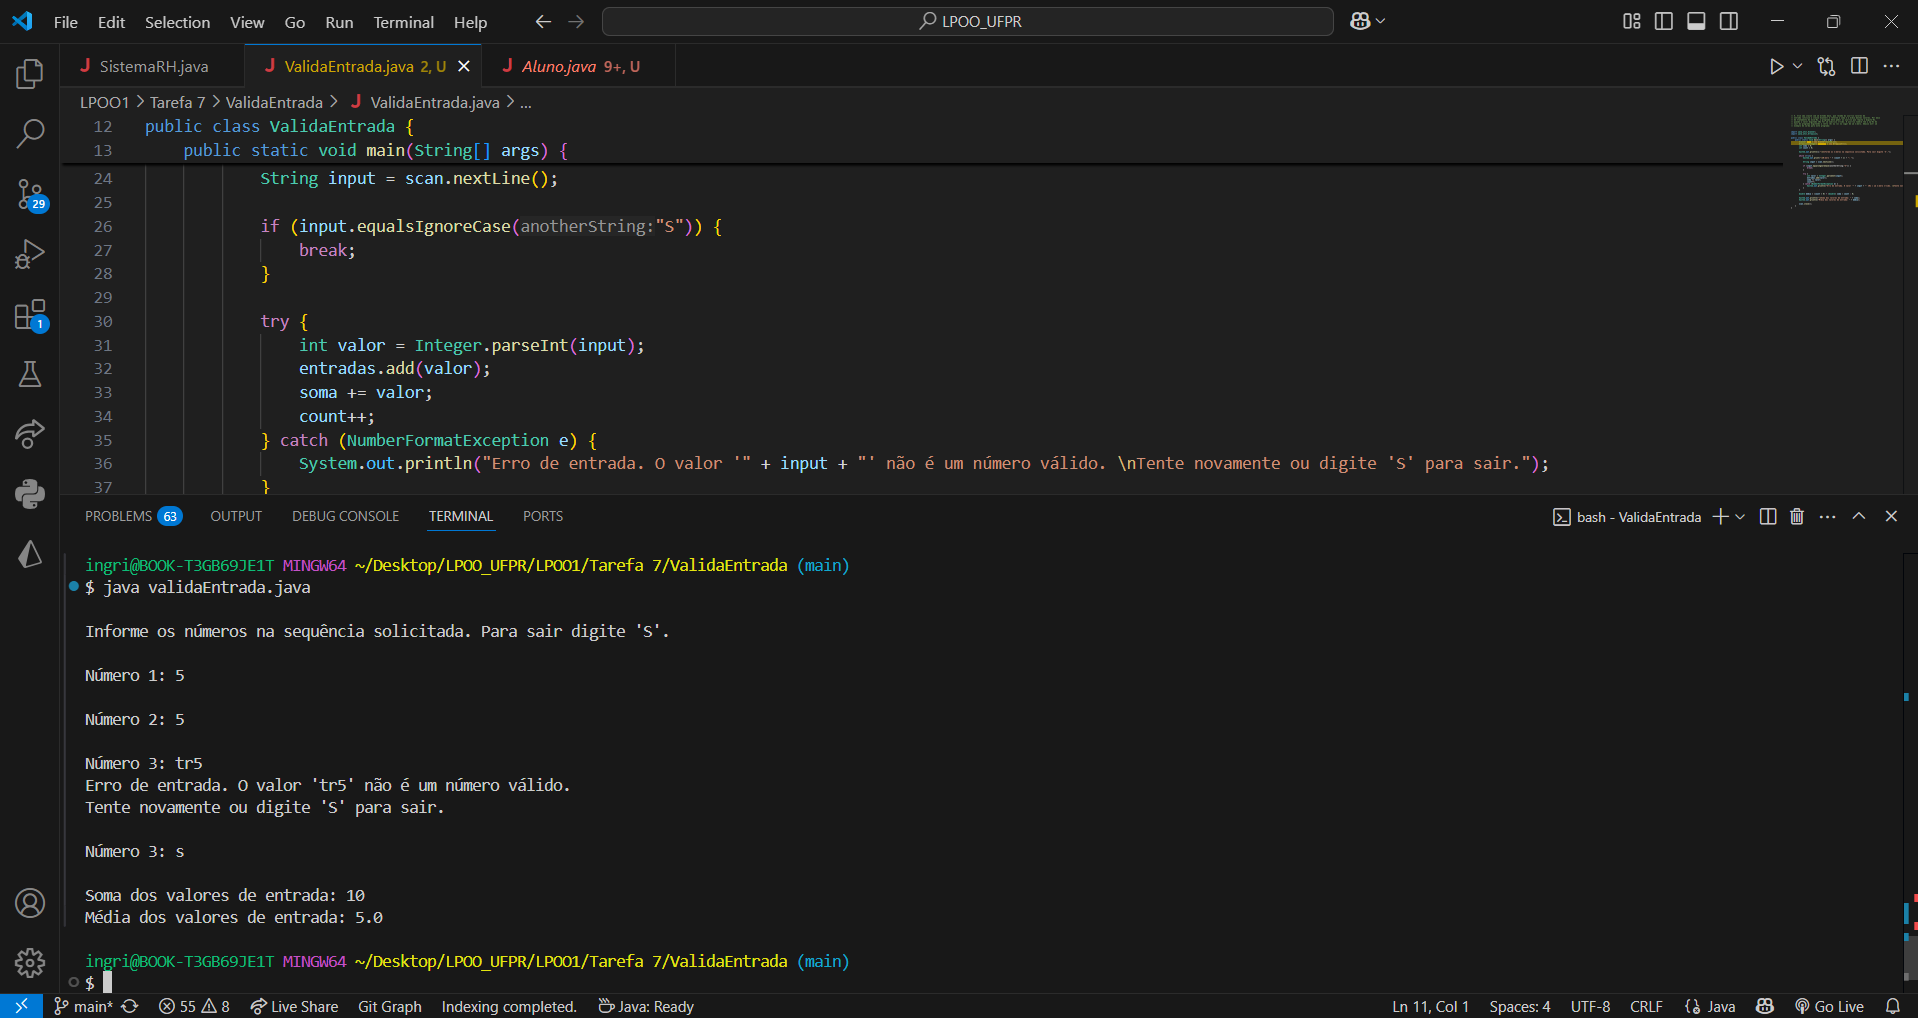 File Edit Selection View Go Run Terminal Help LPOO_UFPR
SistemaRH.java ValidaEntrada.java 2, U Aluno.java 9+, U
LPOO1 > Tarefa 7 > ValidaEntrada > ValidaEntrada.java > ...
12 public class ValidaEntrada {
13 public static void main(String[] args) {
24 String input = scan.nextLine();
25
26 if (input.equalsIgnoreCase(anotherString:"S")) {
27 break;
28 }
29
30 try {
31 int valor = Integer.parseInt(input);
32 entradas.add(valor);
33 soma += valor;
34 count++;
35 } catch (NumberFormatException e) {
36 System.out.println("Erro de entrada. O valor '" + input + "' não é um número válido. \nTente novamente ou digite 'S' para sair.");
37 }
29
1
PROBLEMS 63 OUTPUT DEBUG CONSOLE TERMINAL PORTS bash - ValidaEntrada
ingri@BOOK-T3GB69JE1T MINGW64 ~/Desktop/LPOO_UFPR/LPOO1/Tarefa 7/ValidaEntrada (main)
$ java validaEntrada.java
Informe os números na sequência solicitada. Para sair digite 'S'.
Número 1: 5
Número 2: 5
Número 3: tr5
Erro de entrada. O valor 'tr5' não é um número válido.
Tente novamente ou digite 'S' para sair.
Número 3: s
Soma dos valores de entrada: 10
Média dos valores de entrada: 5.0
ingri@BOOK-T3GB69JE1T MINGW64 ~/Desktop/LPOO_UFPR/LPOO1/Tarefa 7/ValidaEntrada (main)
$
main* 55 8 Live Share Git Graph Indexing completed. Java: Ready Ln 11, Col 1 Spaces: 4 UTF-8 CRLF Java Go Live